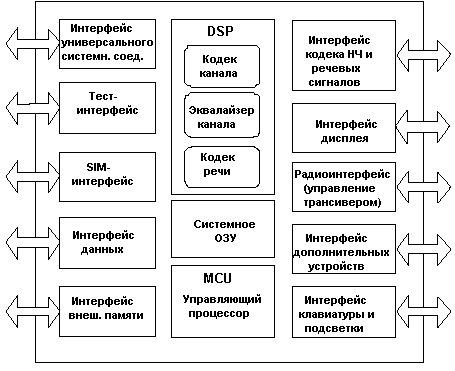 Интерфейс
универсального
системн. соед.
Тест-
интерфейс
SIM-
интерфейс
Интерфейс
данных
Интерфейс
внеш. памяти
DSP
Кодек
канала
Эквалайзер
канала
Кодек
речи
Системное
ОЗУ
MCU
Управляющий
процессор
Интерфейс
кодека НЧ и
речевых
сигналов
Интерфейс
дисплея
Радиоинтерфейс
(управление
трансивером)
Интерфейс
дополнительных
устройств
Интерфейс
клавиатуры и
подсветки